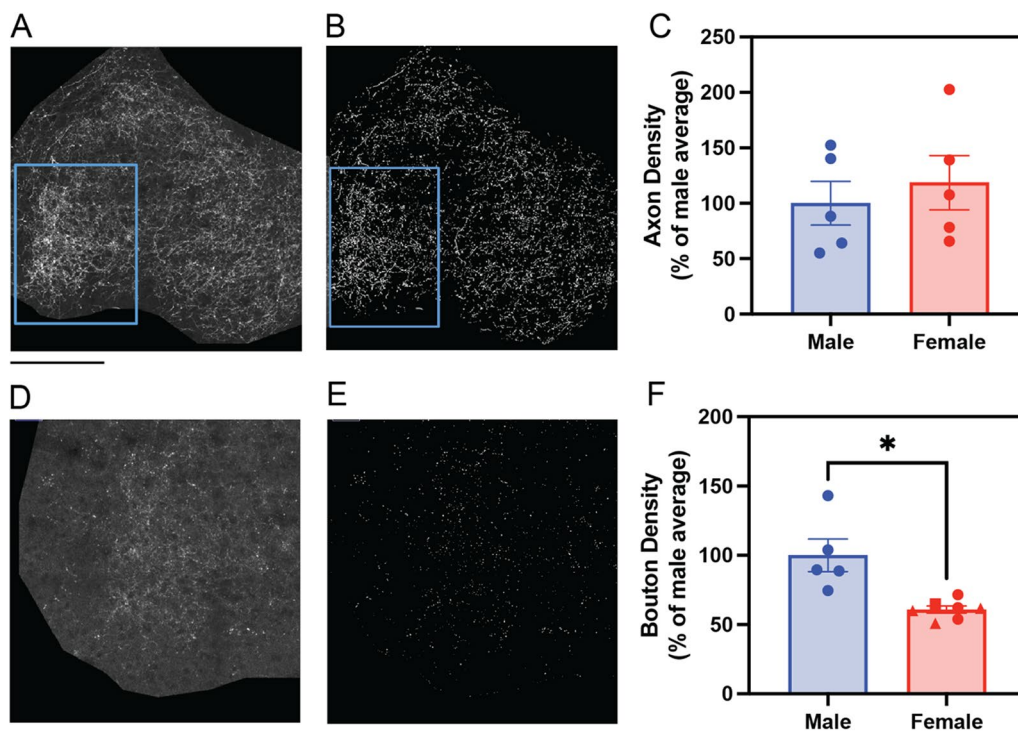 A
B
C
250
200
150
100
50
0
Axon Density
(% of male average)
Male
Female
D
E
F
200
150
100
50
0
Bouton Density
(% of male average)
*
Male
Female